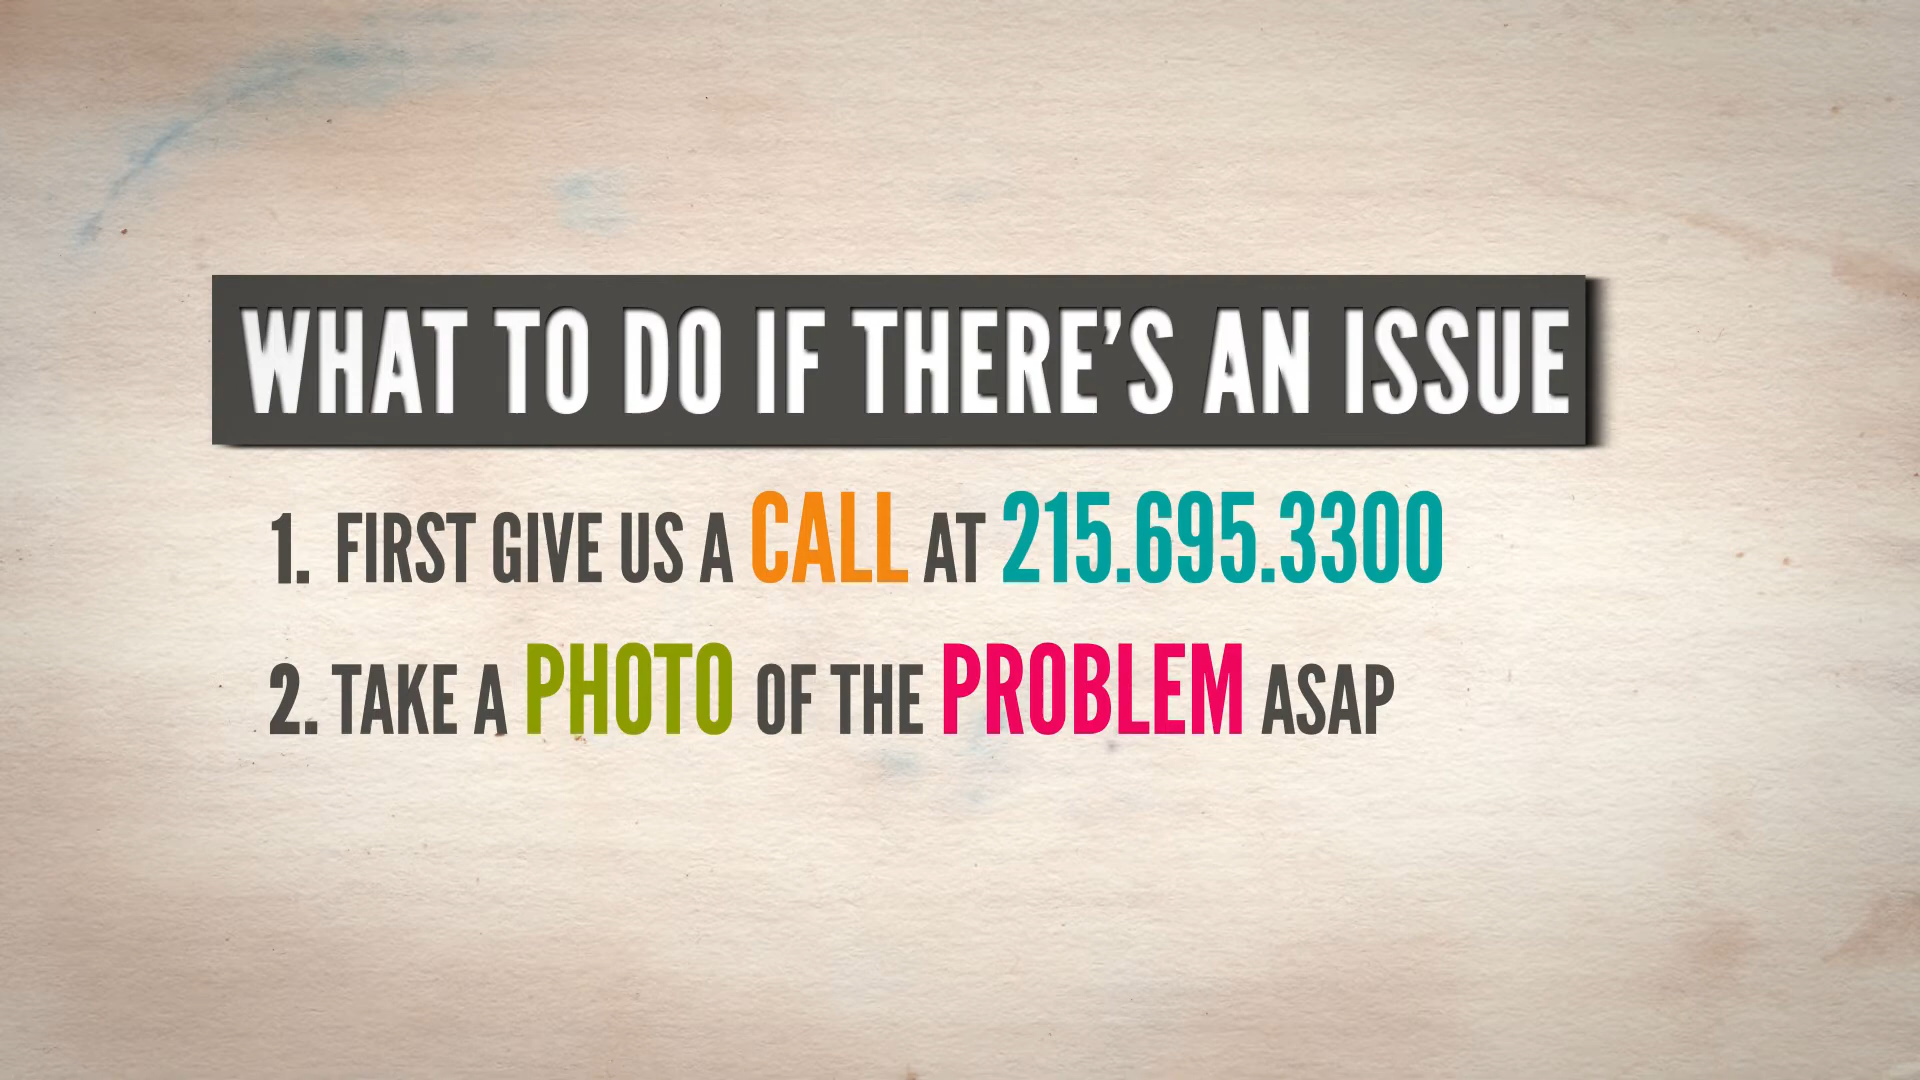 WHAT TO DO IF THERE'S AN ISSUE
1. FIRST GIVE US A CALL AT 215.695.3300
2. TAKE A PHOTO OF THE PROBLEM ASAP